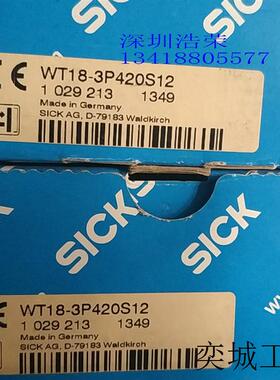 深圳浩荣
13418805577
CE
WT18-3P420S12
1 029 213 1349
Made in Germany
SICK AG, D-79183 Waldkirch
SICK
SICK
WT18-3P420S12
1 029 213 1349
Made in Germany
SICK AG, D-79183 Waldkirch
奕城工